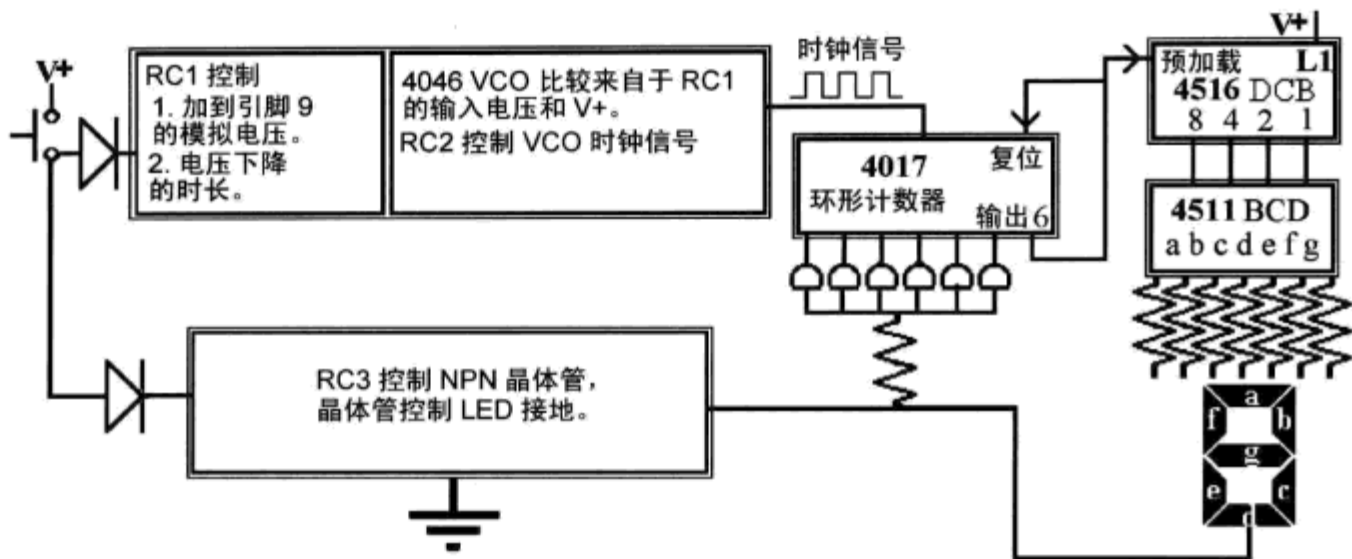 V+
RC1 控制
1. 加到引脚 9
的模拟电压。
2. 电压下降
的时长。
4046 VCO 比较来自于 RC1
的输入电压和 V+。
RC2 控制 VCO 时钟信号
时钟信号
4017
复位
环形计数器
输出 6
V+
预加载 L1
4516 DCB
8 4 2 1
4511 BCD
a b c d e f g
RC3 控制 NPN 晶体管，
晶体管控制 LED 接地。
a
f b
g
e c
d